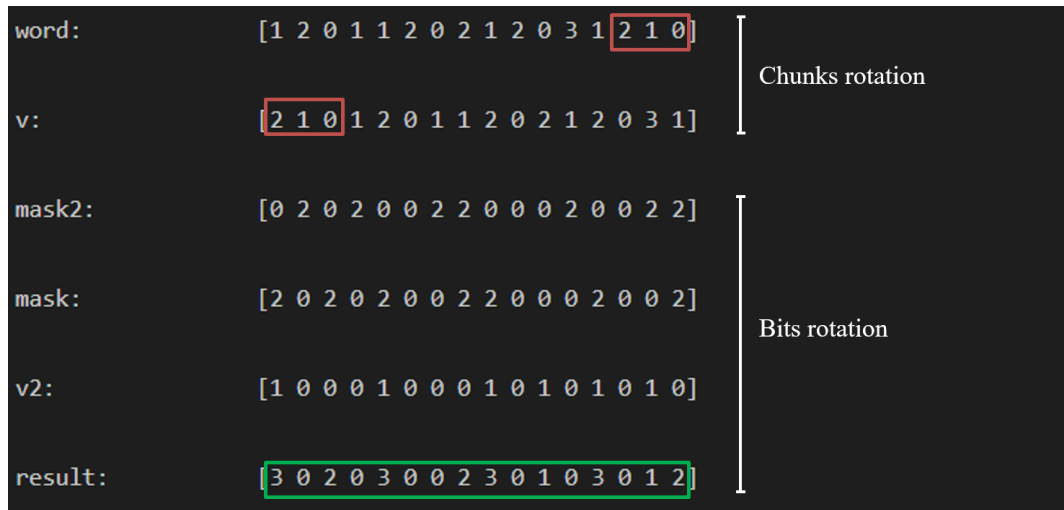 word: [1 2 0 1 1 2 0 2 1 2 0 3 1 2 1 0]
Chunks rotation
v: [2 1 0 1 2 0 1 1 2 0 2 1 2 0 3 1]
mask2: [0 2 0 2 0 0 2 2 0 0 0 2 0 0 2 2]
mask: [2 0 2 0 2 0 0 2 2 0 0 0 2 0 0 2]
Bits rotation
v2: [1 0 0 0 1 0 0 0 1 0 1 0 1 0 1 0]
result: [3 0 2 0 3 0 0 2 3 0 1 0 3 0 1 2]